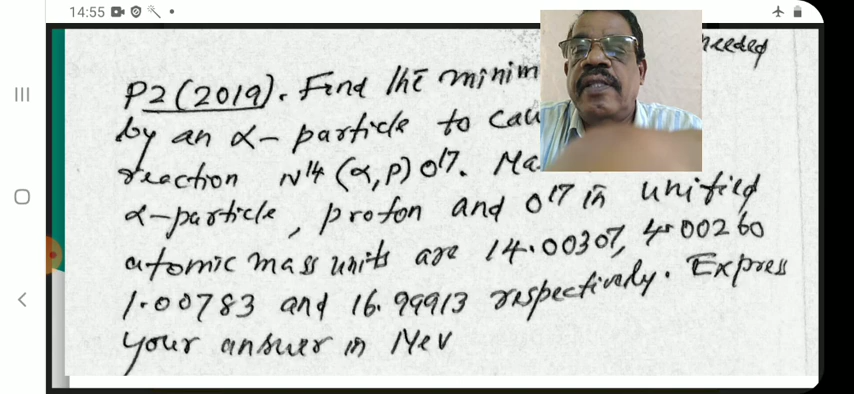 14:55
P2 (2019). Find the minim needed
by an α-particle to cau
reaction N¹⁴ (α,p) O¹⁷. Ma
α-particle, proton and O¹⁷ in unified
atomic mass units are 14.00307, 4.00260
1.00783 and 16.99913 respectively. Express
your answer in MeV